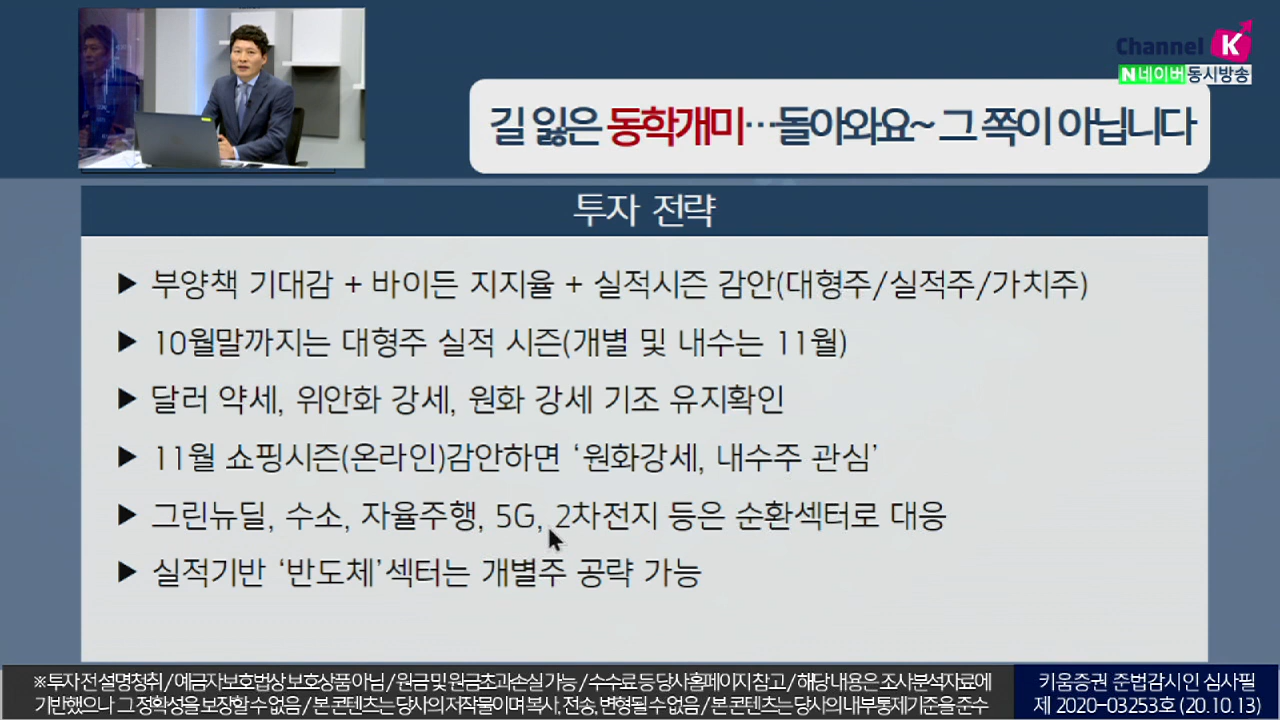 Channel K
N네이버 동시방송
길 잃은 동학개미…돌아와요~ 그 쪽이 아닙니다
투자 전략
▶ 부양책 기대감 + 바이든 지지율 + 실적시즌 감안(대형주/실적주/가치주)
▶ 10월말까지는 대형주 실적 시즌(개별 및 내수는 11월)
▶ 달러 약세, 위안화 강세, 원화 강세 기조 유지확인
▶ 11월 쇼핑시즌(온라인)감안하면 ‘원화강세, 내수주 관심’
▶ 그린뉴딜, 수소, 자율주행, 5G, 2차전지 등은 순환섹터로 대응
▶ 실적기반 ‘반도체’섹터는 개별주 공략 가능
※ 투자 전 설명청취 / 예금자보호법상 보호상품 아님 / 원금 및 원금초과손실 가능 / 수수료 등 당사홈페이지 참고 / 해당 내용은 조사분석자료에
기반했으나 그 정확성을 보장할 수 없음 / 본 콘텐츠는 당사의 저작물이며 복사, 전송, 변형될 수 없음 / 본 콘텐츠는 당사의 내부통제기준을 준수
키움증권 준법감시인 심사필
제 2020-03253호 (20.10.13)